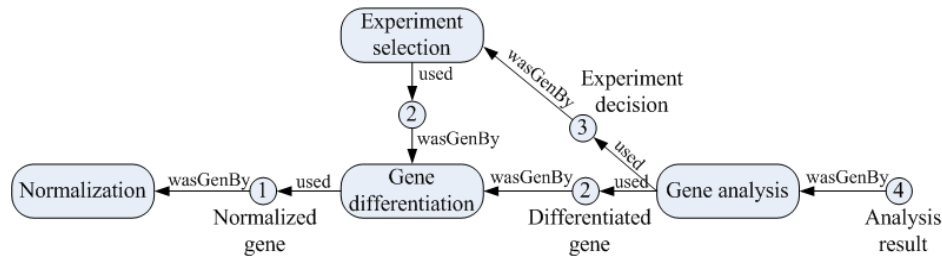 Experiment
selection
used
wasGenBy
Experiment
decision
2
3
wasGenBy
used
Normalization
wasGenBy
1
used
Gene
differentiation
wasGenBy
2
used
Gene analysis
wasGenBy
4
Normalized
gene
Differentiated
gene
Analysis
result